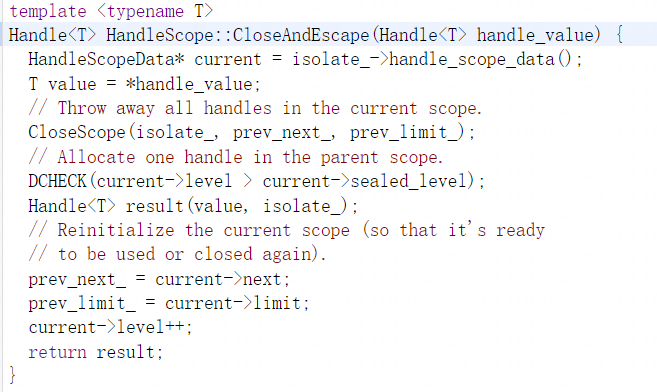 template <typename T>
Handle<T> HandleScope::CloseAndEscape(Handle<T> handle_value) {
  HandleScopeData* current = isolate_->handle_scope_data();
  T value = *handle_value;
  // Throw away all handles in the current scope.
  CloseScope(isolate_, prev_next_, prev_limit_);
  // Allocate one handle in the parent scope.
  DCHECK(current->level > current->sealed_level);
  Handle<T> result(value, isolate_);
  // Reinitialize the current scope (so that it's ready
  // to be used or closed again).
  prev_next_ = current->next;
  prev_limit_ = current->limit;
  current->level++;
  return result;
}